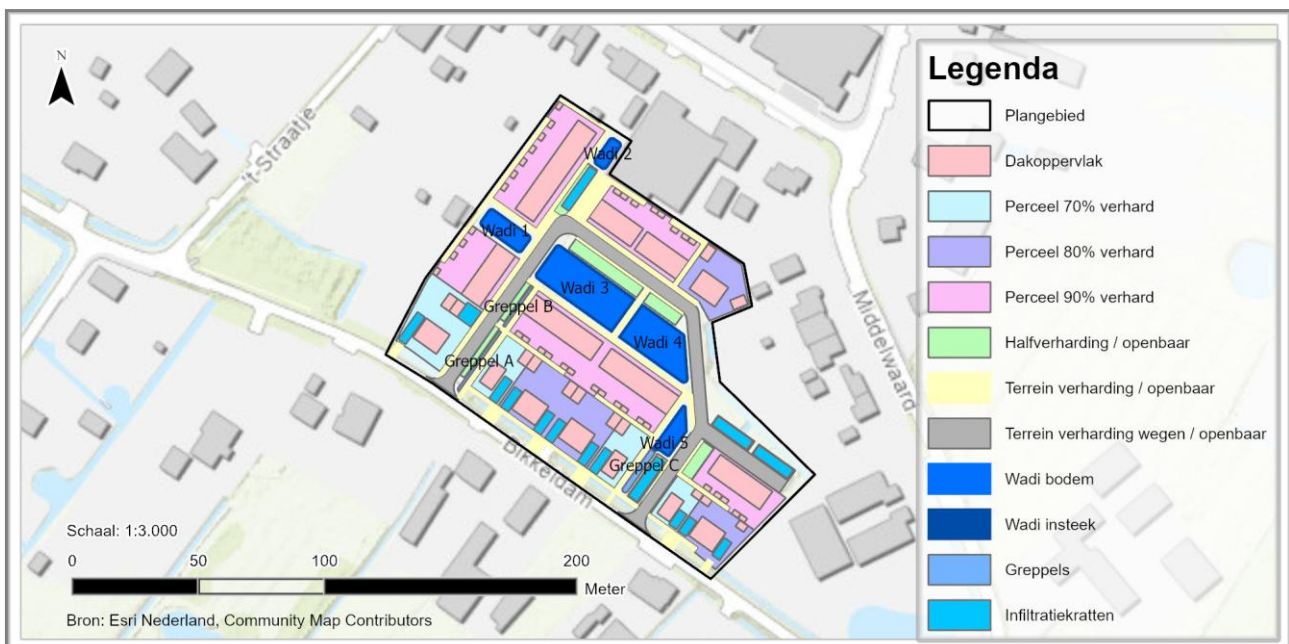 N
't-Straatje
Wadi 2
Wadi 1
Wadi 3
Greppel B
Wadi 4
Greppel A
Middelwaard
Wadi 5
Greppel C
Bikkeldam
Schaal: 1:3.000
0 50 100 200
Meter
Bron: Esri Nederland, Community Map Contributors
Legenda
Plangebied
Dakoppervlak
Perceel 70% verhard
Perceel 80% verhard
Perceel 90% verhard
Halfverharding / openbaar
Terrein verharding / openbaar
Terrein verharding wegen / openbaar
Wadi bodem
Wadi insteek
Greppels
Infiltratiekratten